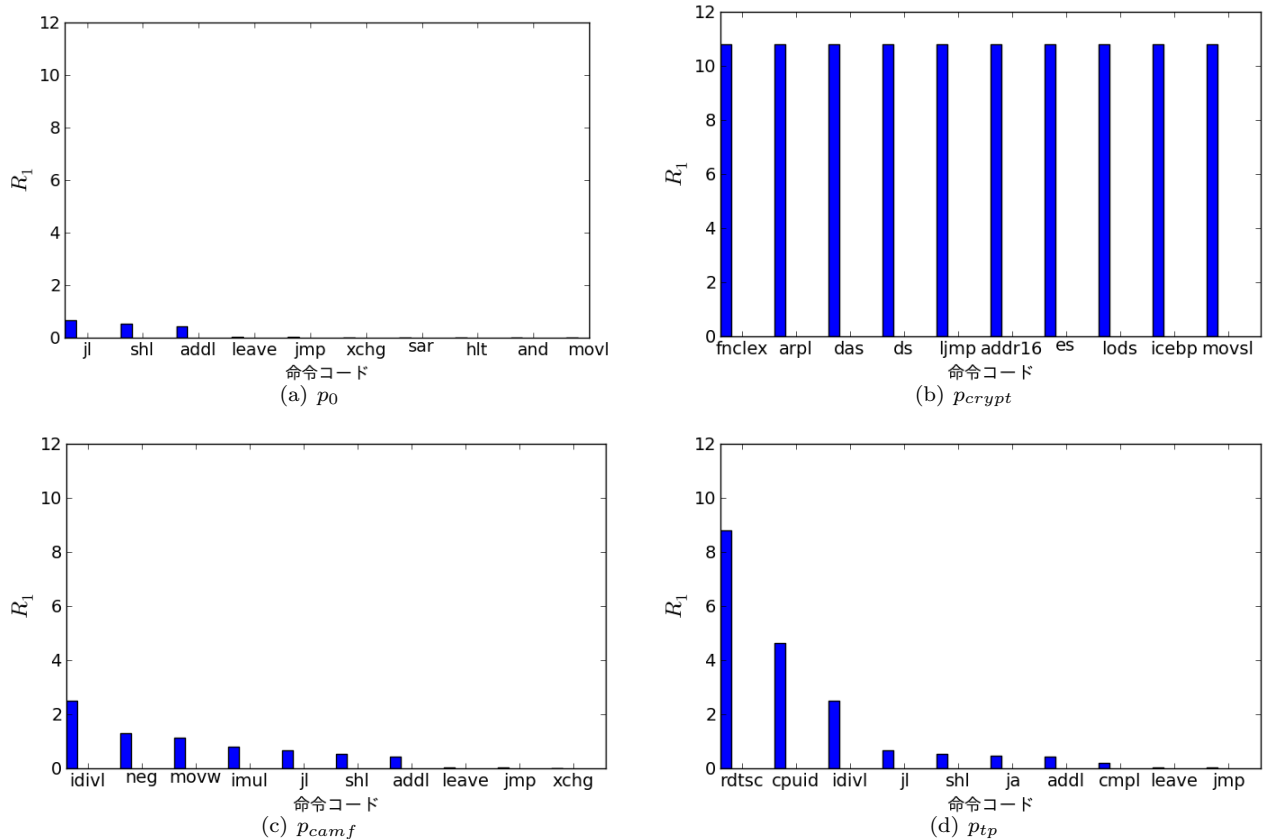 12
10
8
6
4
2
0
R1
jl shl addl leave jmp xchg sar hlt and movl
命令コード
(a) p0
12
10
8
6
4
2
0
R1
fnclex arpl das ds ljmp addr16 es lods icebp movsl
命令コード
(b) pcrypt
12
10
8
6
4
2
0
R1
idivl neg movw imul jl shl addl leave jmp xchg
命令コード
(c) pcamf
12
10
8
6
4
2
0
R1
rdtsc cpuid idivl jl shl ja addl cmpl leave jmp
命令コード
(d) ptp